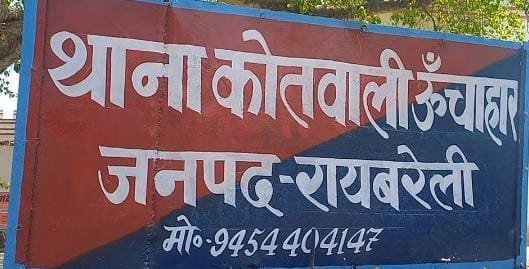 थाना कोतवाली ऊँचाहार
जनपद-रायबरेली
मो०-9454404147